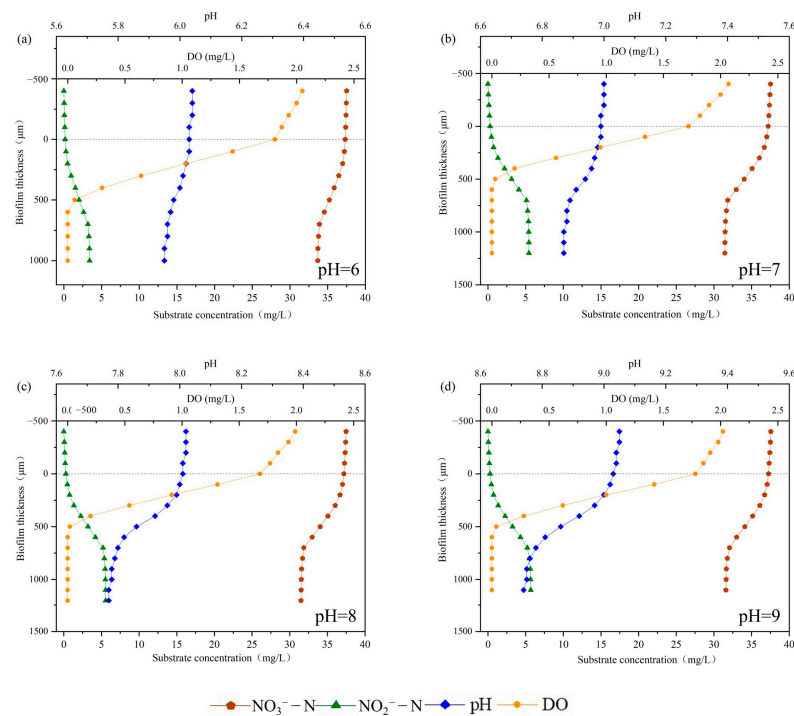 pH
5.6 5.8 6.0 6.2 6.4 6.6
(a)
DO (mg/L)
0.0 0.5 1.0 1.5 2.0 2.5
−500
0
500
1000
Biofilm thickness（μm）
pH=6
0 5 10 15 20 25 30 35 40
Substrate concentration（mg/L）
pH
6.6 6.8 7.0 7.2 7.4 7.6
(b)
DO (mg/L)
0.0 0.5 1.0 1.5 2.0 2.5
−500
0
500
1000
1500
Biofilm thickness（μm）
pH=7
0 5 10 15 20 25 30 35 40
Substrate concentration（mg/L）
pH
7.6 7.8 8.0 8.2 8.4 8.6
(c)
DO (mg/L)
−500 0.5 1.0 1.5 2.0 2.5
−500
0
500
1000
1500
Biofilm thickness（μm）
pH=8
0 5 10 15 20 25 30 35 40
Substrate concentration（mg/L）
pH
8.6 8.8 9.0 9.2 9.4 9.6
(d)
DO (mg/L)
0.0 0.5 1.0 1.5 2.0 2.5
−500
0
500
1000
1500
Biofilm thickness（μm）
pH=9
0 5 10 15 20 25 30 35 40
Substrate concentration（mg/L）
NO₃⁻−N NO₂⁻−N pH DO